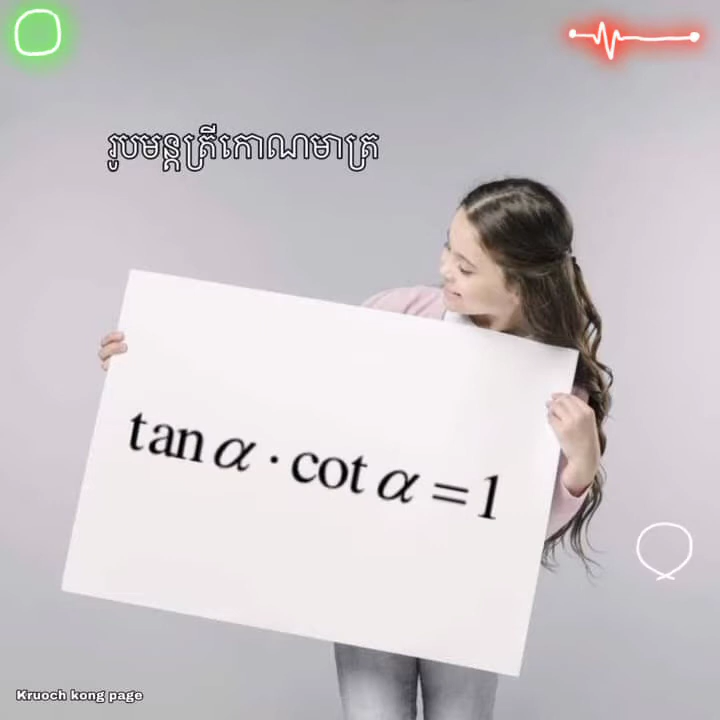 រូបមន្តត្រីកោណមាត្រ
tan α · cot α = 1
Kruoch kong page